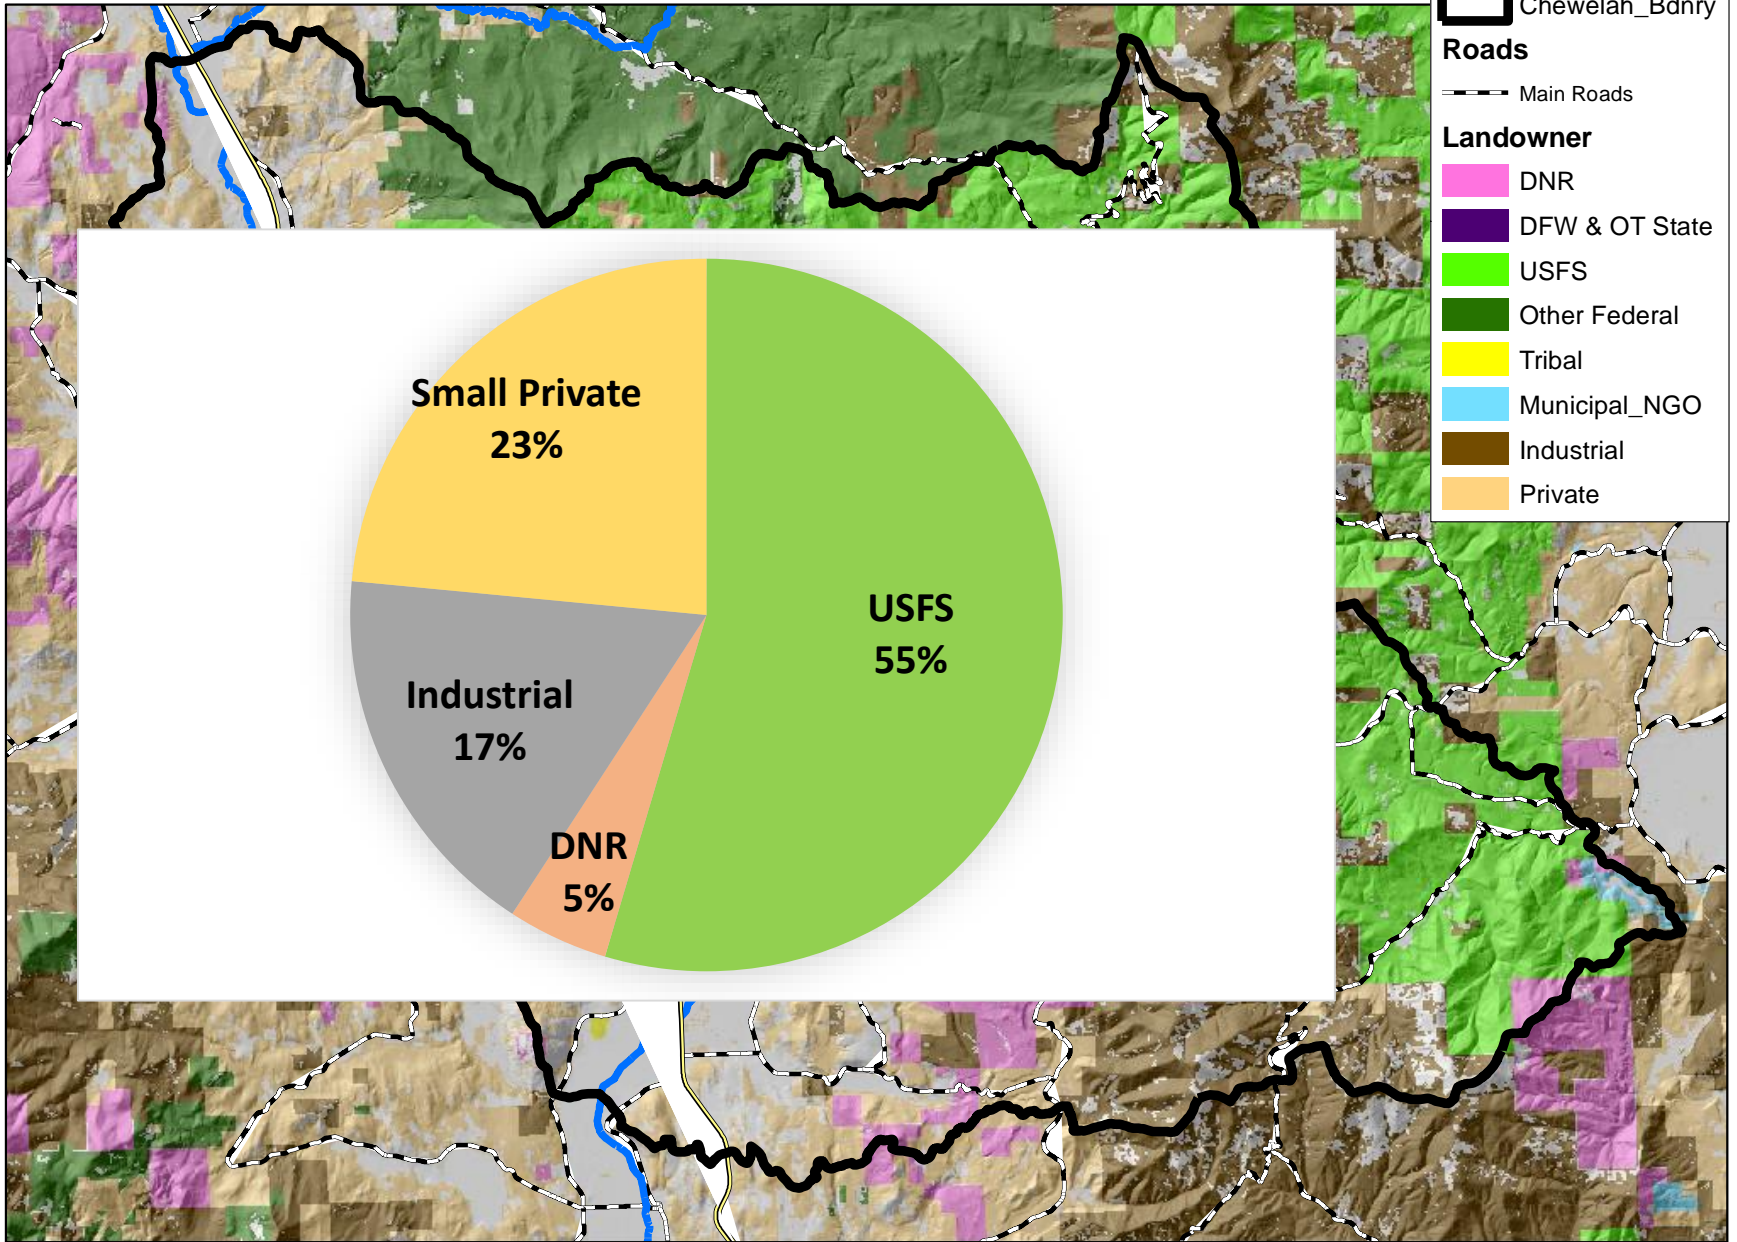 Chewelah_Bdnry
Roads
Main Roads
Landowner
DNR
DFW & OT State
USFS
Other Federal
Tribal
Municipal_NGO
Industrial
Private
Small Private
23%
USFS
55%
Industrial
17%
DNR
5%